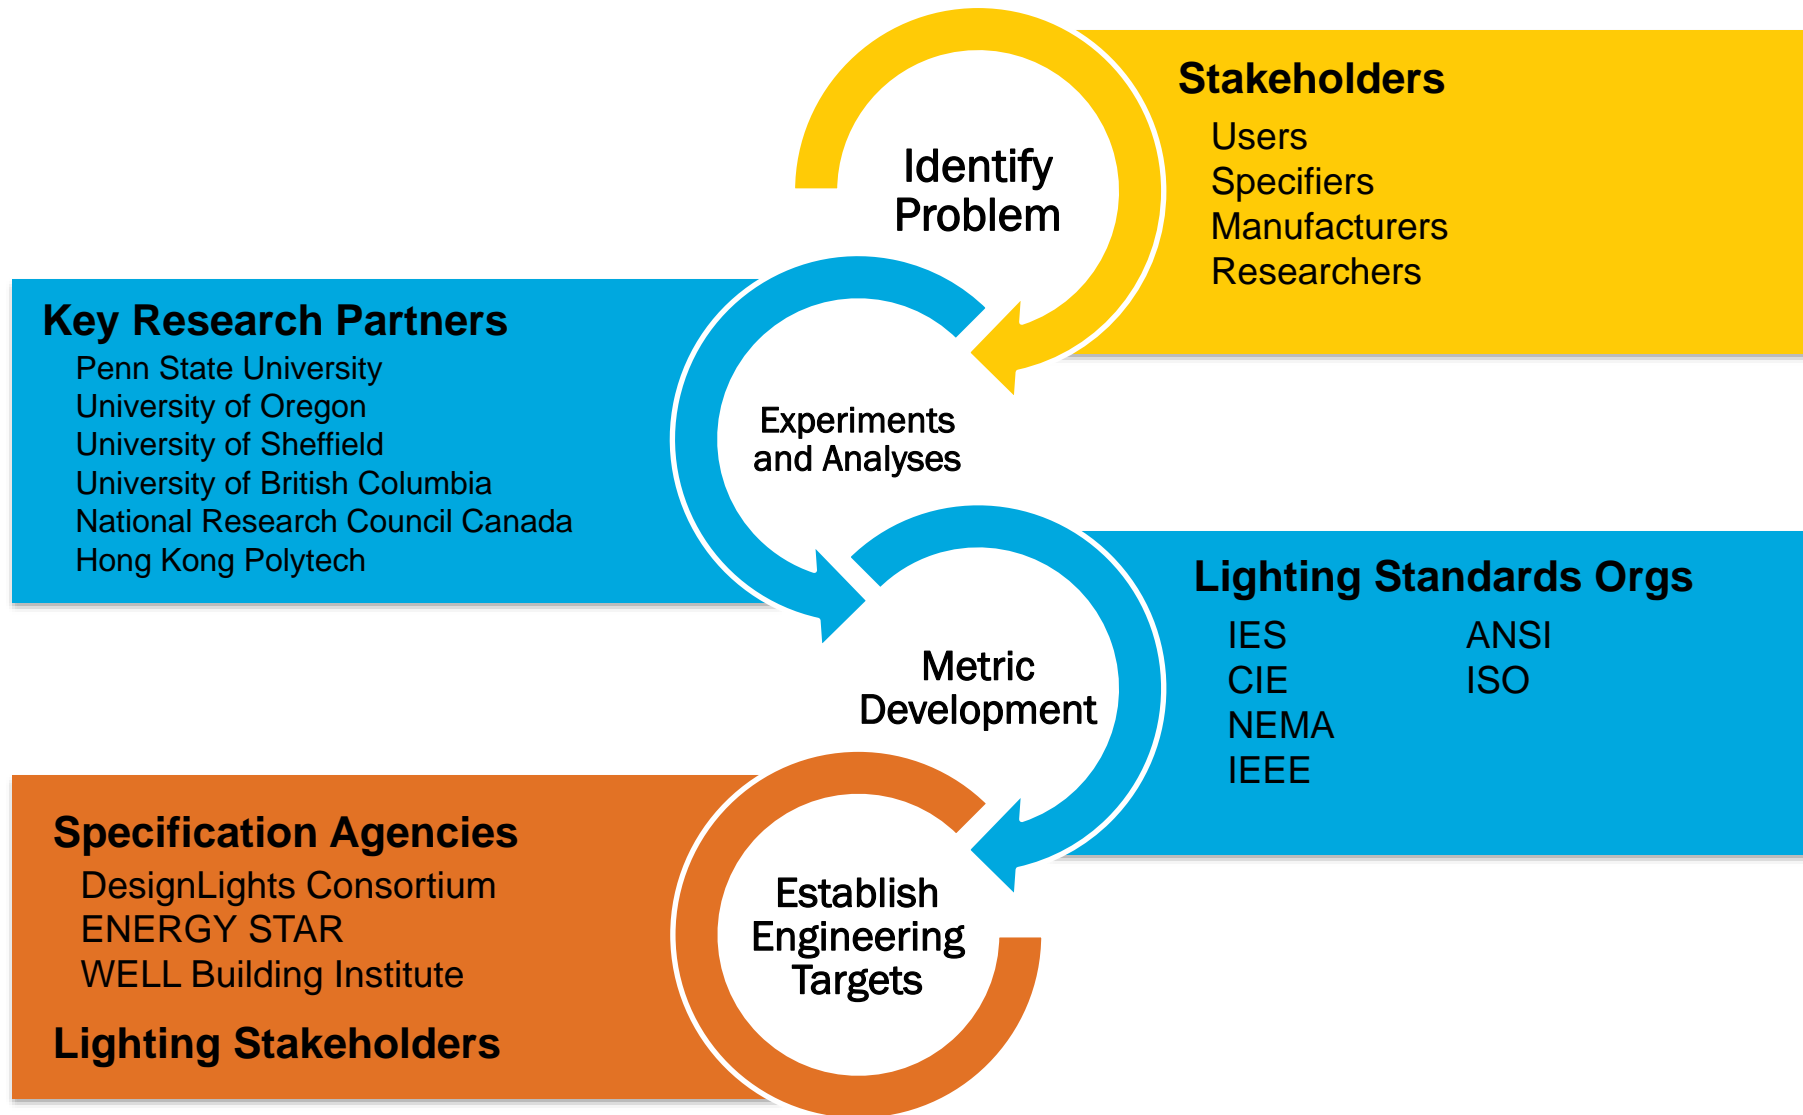 Identify
Problem
Stakeholders
Users
Specifiers
Manufacturers
Researchers
Key Research Partners
Penn State University
University of Oregon
University of Sheffield
University of British Columbia
National Research Council Canada
Hong Kong Polytech
Experiments
and Analyses
Metric
Development
Lighting Standards Orgs
IES
CIE
NEMA
IEEE
ANSI
ISO
Specification Agencies
DesignLights Consortium
ENERGY STAR
WELL Building Institute
Lighting Stakeholders
Establish
Engineering
Targets